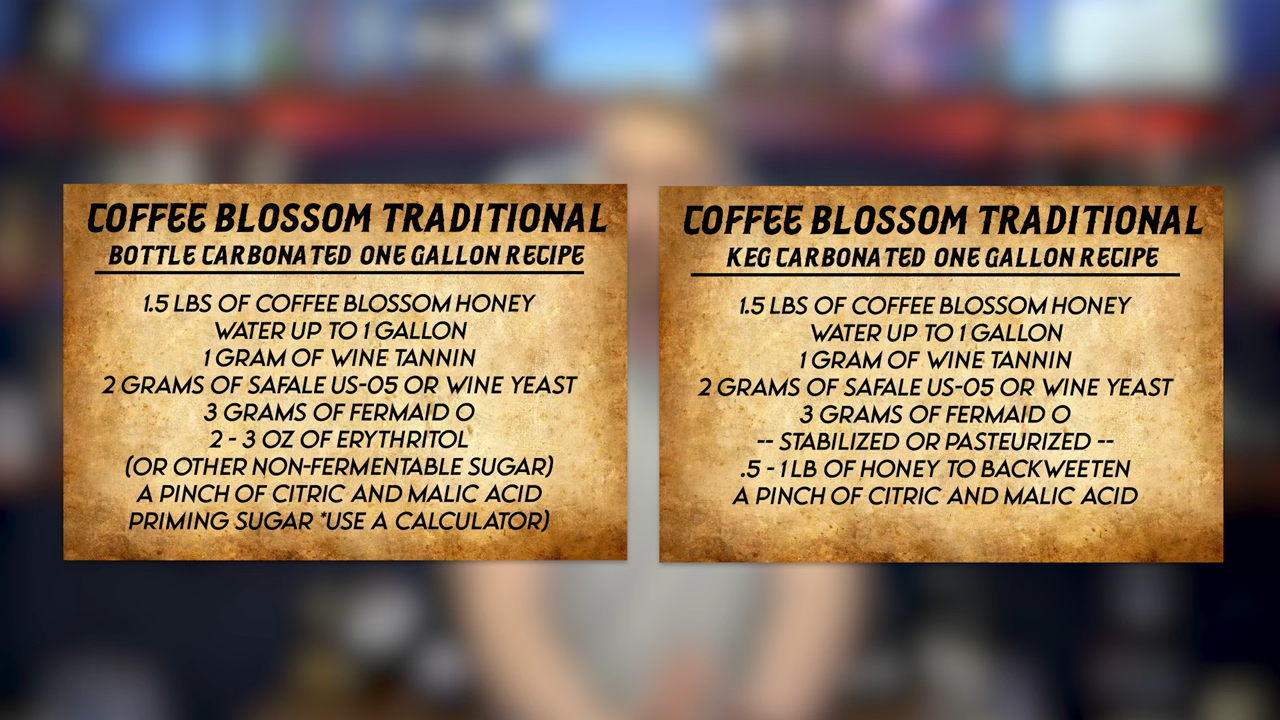 COFFEE BLOSSOM TRADITIONAL
BOTTLE CARBONATED ONE GALLON RECIPE
1.5 LBS OF COFFEE BLOSSOM HONEY
WATER UP TO 1 GALLON
1 GRAM OF WINE TANNIN
2 GRAMS OF SAFALE US-05 OR WINE YEAST
3 GRAMS OF FERMAID O
2 - 3 OZ OF ERYTHRITOL
(OR OTHER NON-FERMENTABLE SUGAR)
A PINCH OF CITRIC AND MALIC ACID
PRIMING SUGAR *USE A CALCULATOR)
COFFEE BLOSSOM TRADITIONAL
KEG CARBONATED ONE GALLON RECIPE
1.5 LBS OF COFFEE BLOSSOM HONEY
WATER UP TO 1 GALLON
1 GRAM OF WINE TANNIN
2 GRAMS OF SAFALE US-05 OR WINE YEAST
3 GRAMS OF FERMAID O
-- STABILIZED OR PASTEURIZED --
.5 - 1 LB OF HONEY TO BACKWEETEN
A PINCH OF CITRIC AND MALIC ACID